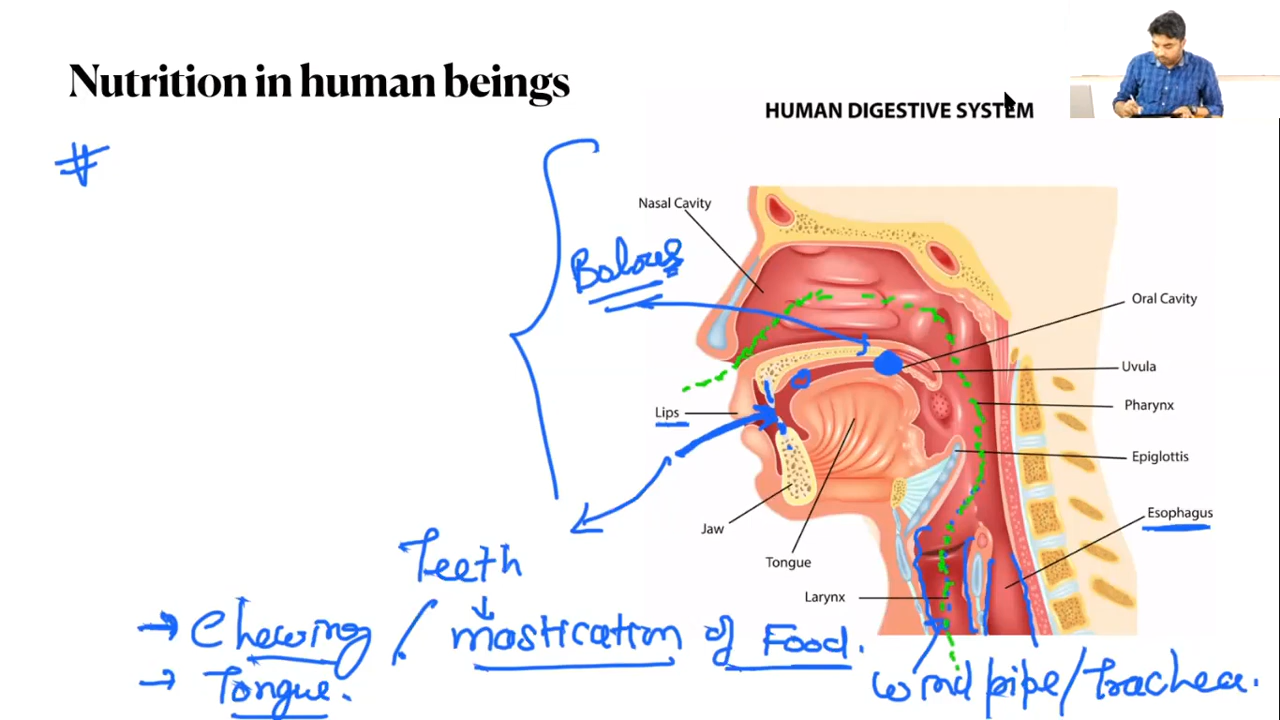 Nutrition in human beings
HUMAN DIGESTIVE SYSTEM
#
Nasal Cavity
Bolous
Oral Cavity
Uvula
Lips
Pharynx
Epiglottis
Esophagus
Jaw
Tongue
Larynx
Teeth
→ Chewing / mastication of Food.
→ Tongue.
wind pipe/trachea.